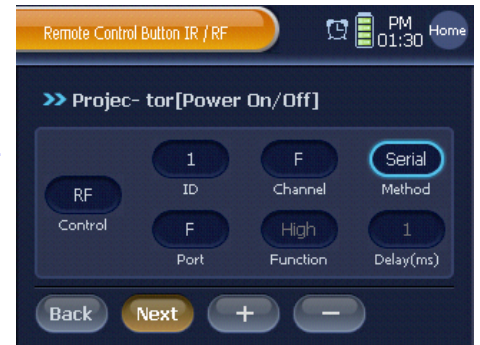 Remote Control Button IR / RF
PM
01:30
Home
>> Projec- tor[Power On/Off]
1 F Serial
RF ID Channel Method
Control F High 1
Port Function Delay(ms)
Back Next + −